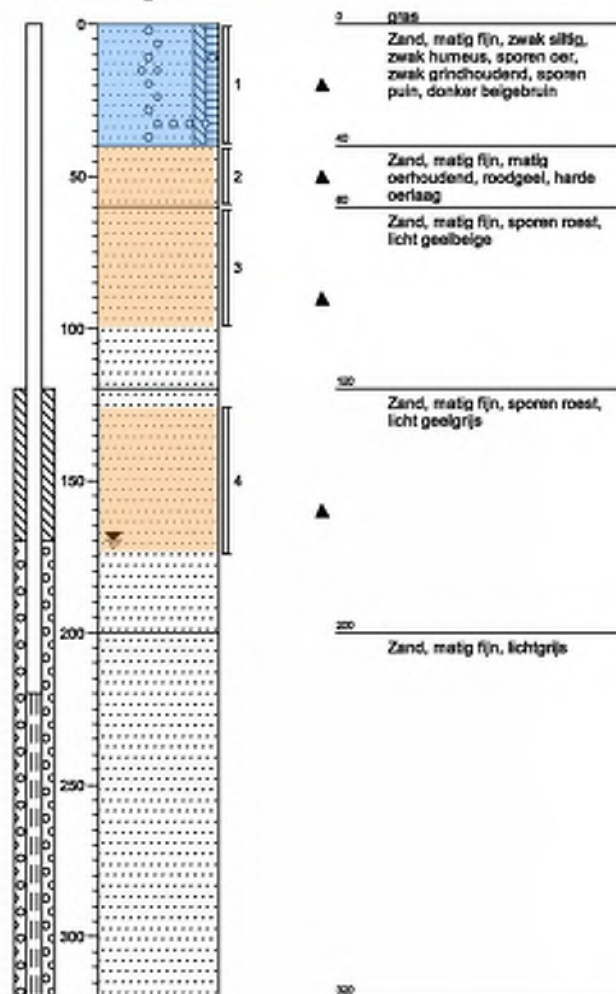 0
gras
Zand, matig fijn, zwak siltig,
zwak humeus, sporen oer,
zwak grindhoudend, sporen
puin, donker beigebruin
1
40
Zand, matig fijn, matig
oerhoudend, roodgeel, harde
oerlaag
50
2
60
Zand, matig fijn, sporen roest,
licht geelbeige
3
100
120
Zand, matig fijn, sporen roest,
licht geelgrijs
150
4
200
200
Zand, matig fijn, lichtgrijs
250
300
320
0